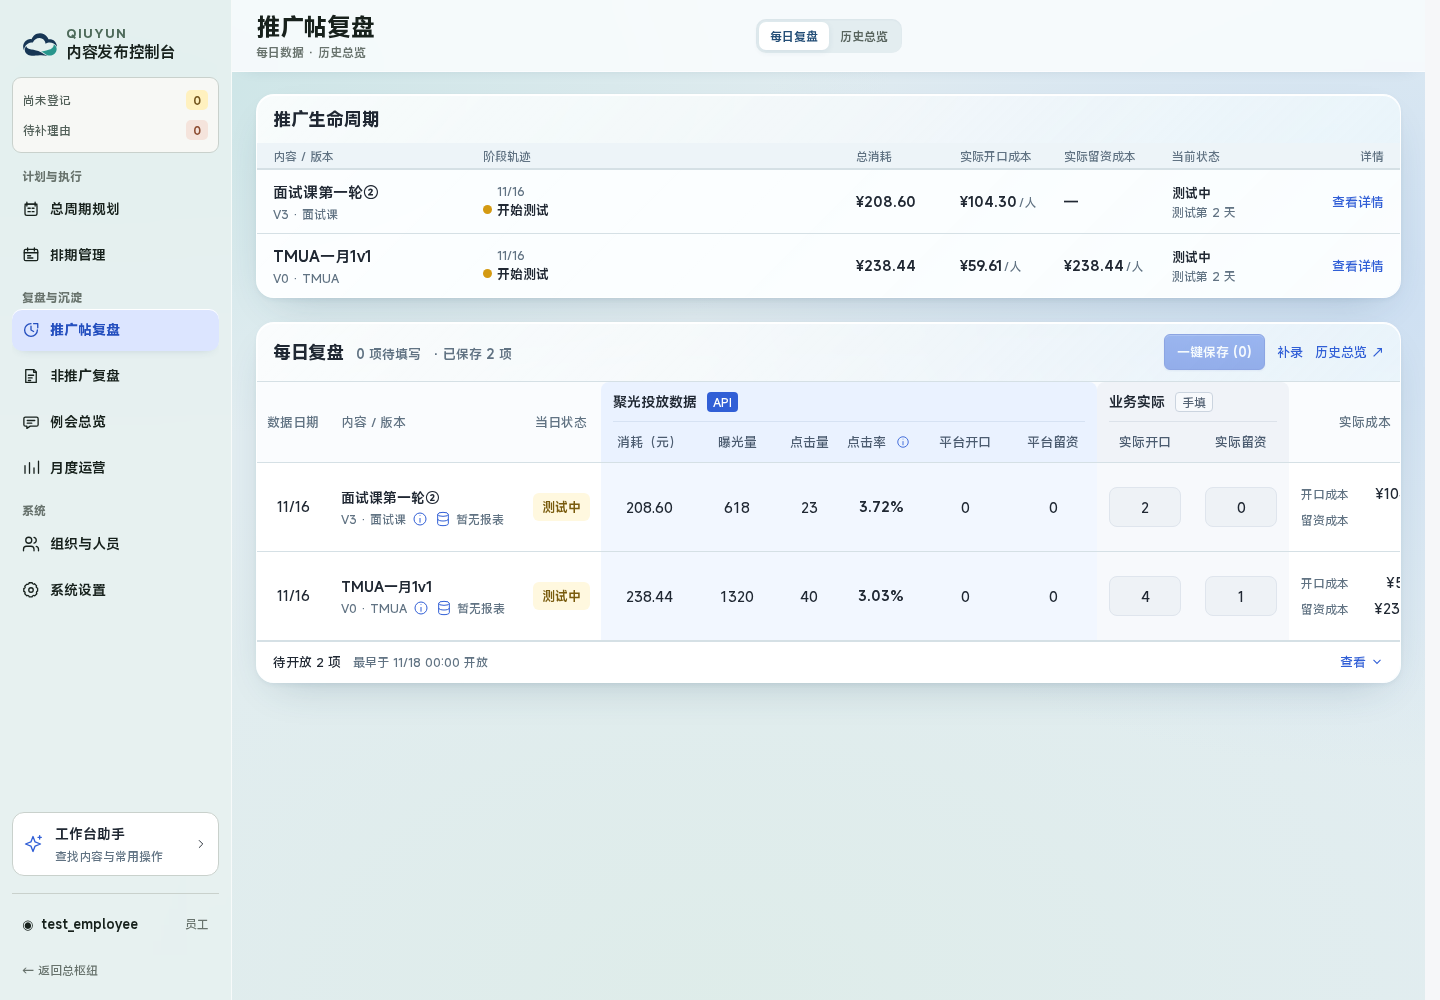 QIUYUN
内容发布控制台
尚未登记 0
待补理由 0
计划与执行
总周期规划
排期管理
复盘与沉淀
推广帖复盘
非推广复盘
例会总览
月度运营
系统
组织与人员
系统设置
工作台助手
查找内容与常用操作
test_employee 员工
← 返回总枢纽
推广帖复盘
每日数据 · 历史总览
每日复盘 历史总览
推广生命周期
内容 / 版本 阶段轨迹 总消耗 实际开口成本 实际留资成本 当前状态 详情
面试课第一轮② 11/16 ¥208.60 ¥104.30 /人 — 测试中 查看详情
V3 · 面试课 开始测试 测试第 2 天
TMUA一月1v1 11/16 ¥238.44 ¥59.61 /人 ¥238.44 /人 测试中 查看详情
V0 · TMUA 开始测试 测试第 2 天
每日复盘 0 项待填写 · 已保存 2 项 一键保存 (0) 补录 历史总览 ↗
聚光投放数据 API 业务实际 手填
数据日期 内容 / 版本 当日状态 消耗（元） 曝光量 点击量 点击率 平台开口 平台留资 实际开口 实际留资 实际成本
11/16 面试课第一轮② 测试中 208.60 618 23 3.72% 0 0 2 0 开口成本 ¥10
V3 · 面试课 暂无报表 留资成本
11/16 TMUA一月1v1 测试中 238.44 1320 40 3.03% 0 0 4 1 开口成本 ¥5
V0 · TMUA 暂无报表 留资成本 ¥23
待开放 2 项 最早于 11/18 00:00 开放 查看